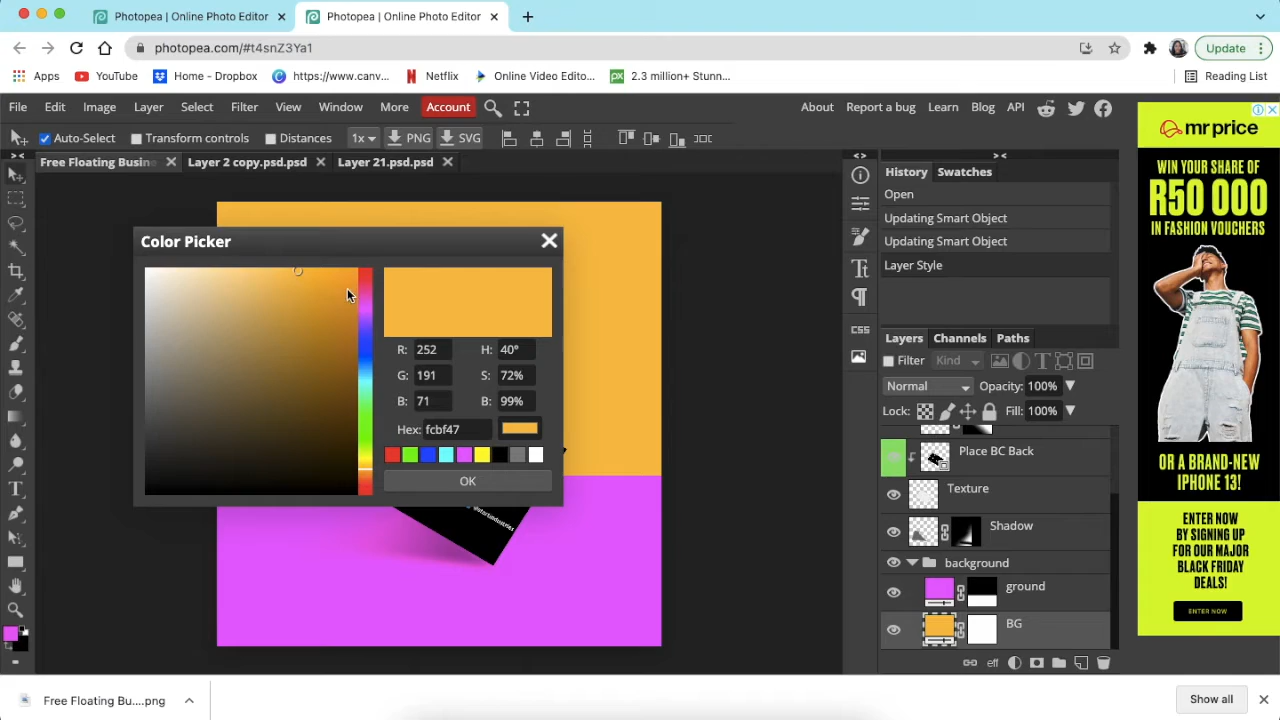 Photopea | Online Photo Editor
Photopea | Online Photo Editor
photopea.com/#t4snZ3Ya1
Update
Apps YouTube Home - Dropbox https://www.canv... Netflix Online Video Edito... 2.3 million+ Stunn... Reading List
File Edit Image Layer Select Filter View Window More Account About Report a bug Learn Blog API
Auto-Select Transform controls Distances 1x PNG SVG
Free Floating Busin Layer 2 copy.psd.psd Layer 21.psd.psd
History Swatches
Open
Updating Smart Object
Updating Smart Object
Layer Style
Color Picker
R: 252 H: 40°
G: 191 S: 72%
B: 71 B: 99%
Hex: fcbf47
OK
@startindustries
CSS
Layers Channels Paths
Filter Kind
Normal Opacity: 100%
Lock: Fill: 100%
Place BC Back
Texture
Shadow
background
ground
BG
eff
mr price
WIN YOUR SHARE OF
R50 000
IN FASHION VOUCHERS
OR A BRAND-NEW
IPHONE 13!
ENTER NOW
BY SIGNING UP
FOR OUR MAJOR
BLACK FRIDAY
DEALS!
ENTER NOW
Free Floating Bu....png
Show all